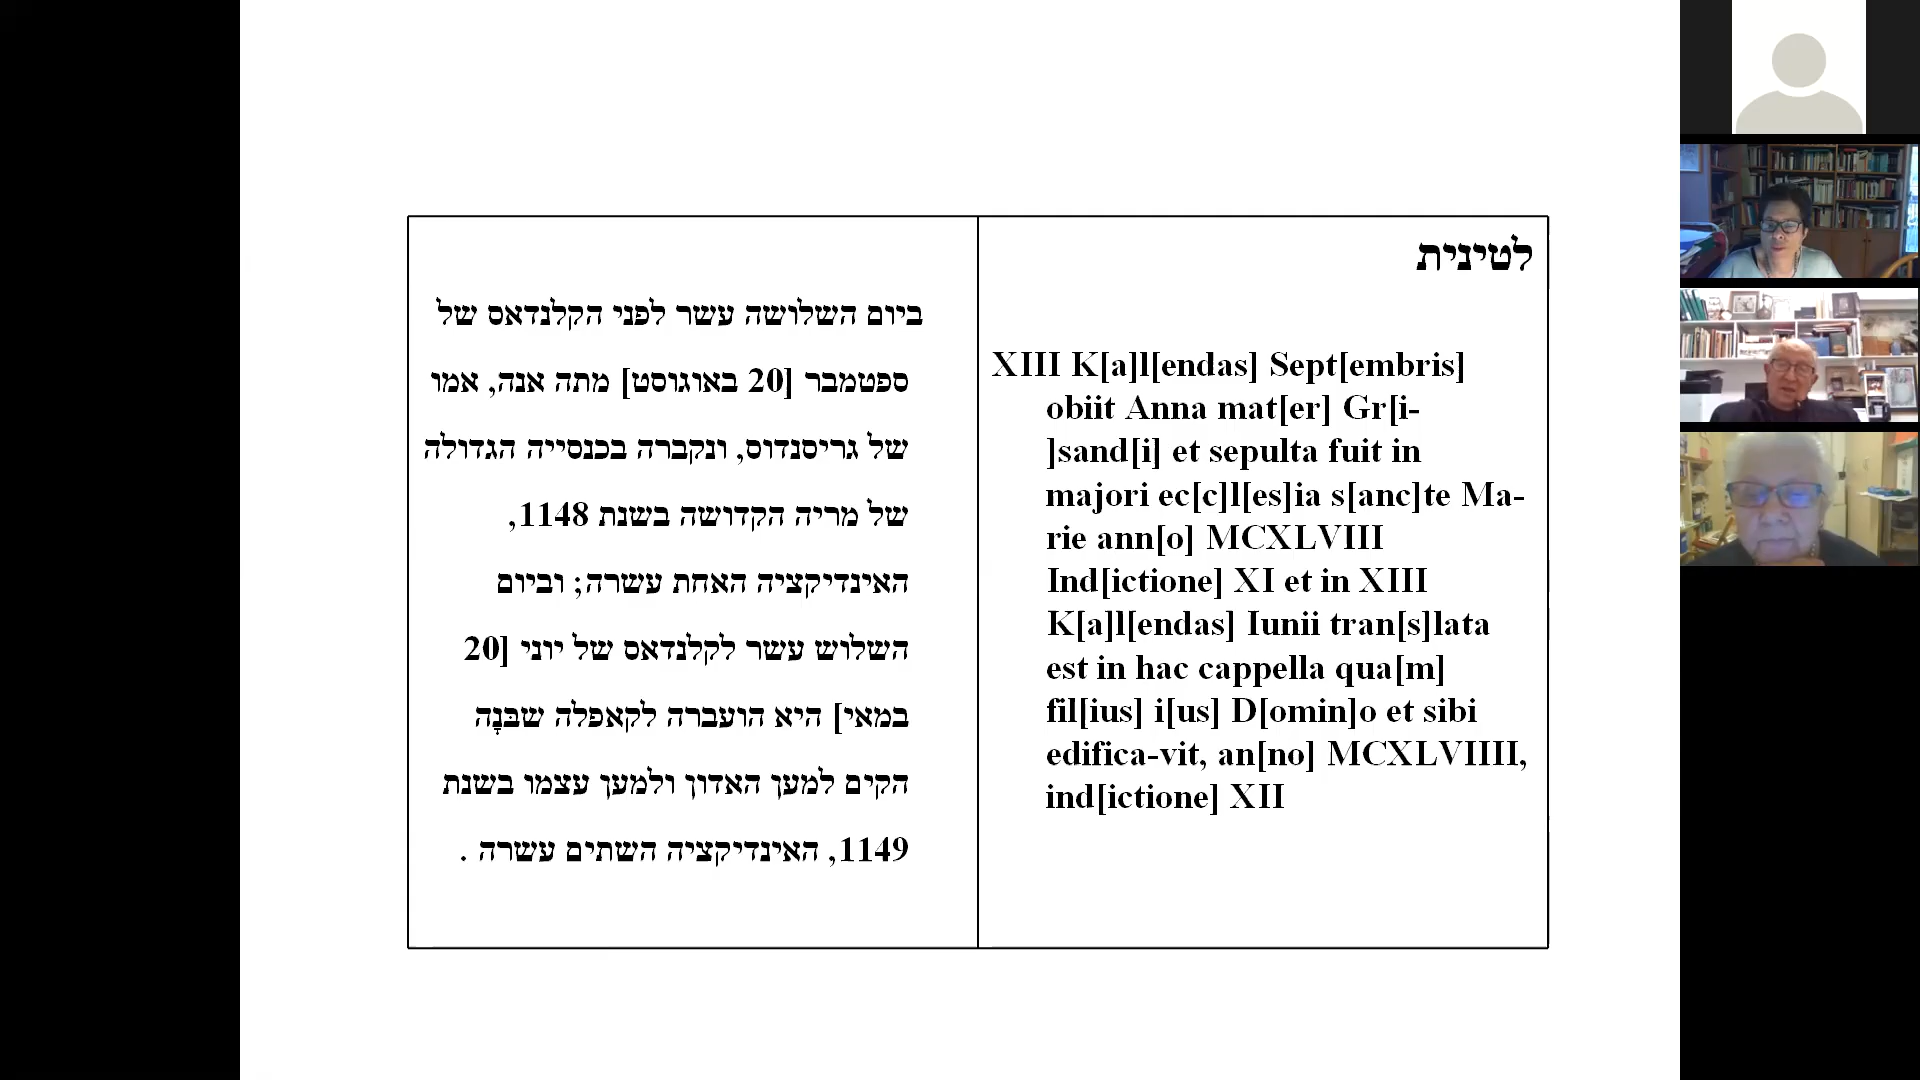 לטינית
XIII K[a]l[endas] Sept[embris]
obiit Anna mat[er] Gr[i-
]sand[i] et sepulta fuit in
majori ec[c]l[es]ia s[anc]te Ma-
rie ann[o] MCXLVIII
Ind[ictione] XI et in XIII
K[a]l[endas] Iunii tran[s]lata
est in hac cappella qua[m]
fil[ius] i[us] D[omin]o et sibi
edifica-vit, an[no] MCXLVIIII,
ind[ictione] XII
ביום השלושה עשר לפני הקלנדאס של
ספטמבר [20 באוגוסט] מתה אנה, אמו
של גריסנדוס, ונקברה בכנסייה הגדולה
של מריה הקדושה בשנת 1148,
האינדיקציה האחת עשרה; וביום
השלוש עשר לקלנדאס של יוני [20
במאי] היא הועברה לקאפלה שבּנָהּ
הקים למען האדון ולמען עצמו בשנת
1149, האינדיקציה השתים עשרה .